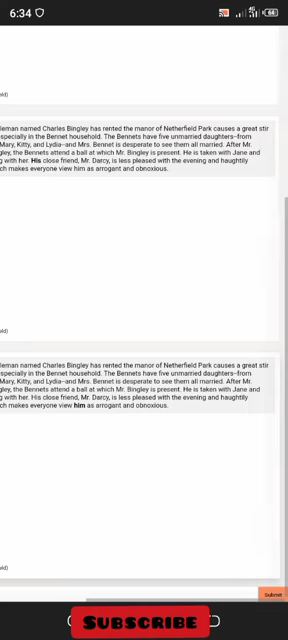 6:34
4G
68
eld)
leman named Charles Bingley has rented the manor of Netherfield Park causes a great stir
specially in the Bennet household. The Bennets have five unmarried daughters–from
Mary, Kitty, and Lydia–and Mrs. Bennet is desperate to see them all married. After Mr.
gley, the Bennets attend a ball at which Mr. Bingley is present. He is taken with Jane and
g with her. His close friend, Mr. Darcy, is less pleased with the evening and haughtily
ch makes everyone view him as arrogant and obnoxious.
eld)
leman named Charles Bingley has rented the manor of Netherfield Park causes a great stir
specially in the Bennet household. The Bennets have five unmarried daughters–from
Mary, Kitty, and Lydia–and Mrs. Bennet is desperate to see them all married. After Mr.
gley, the Bennets attend a ball at which Mr. Bingley is present. He is taken with Jane and
g with her. His close friend, Mr. Darcy, is less pleased with the evening and haughtily
ch makes everyone view him as arrogant and obnoxious.
eld)
Submit
SUBSCRIBE